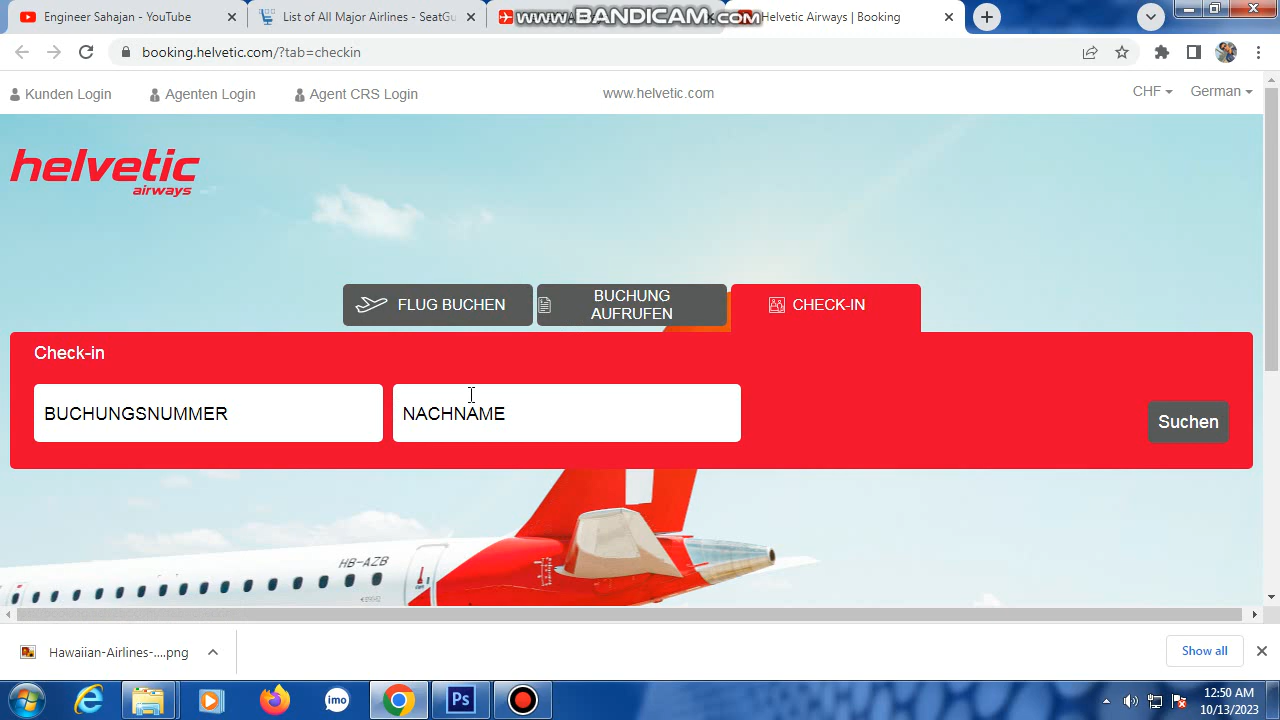 Engineer Sahajan - YouTube
List of All Major Airlines - SeatGu
www.BANDICAM.com
Helvetic Airways | Booking
booking.helvetic.com/?tab=checkin
Kunden Login
Agenten Login
Agent CRS Login
www.helvetic.com
CHF
German
helvetic
airways
FLUG BUCHEN
BUCHUNG
AUFRUFEN
CHECK-IN
Check-in
BUCHUNGSNUMMER
NACHNAME
Suchen
HB-AZB
Hawaiian-Airlines-....png
Show all
imo
Ps
12:50 AM
10/13/2023